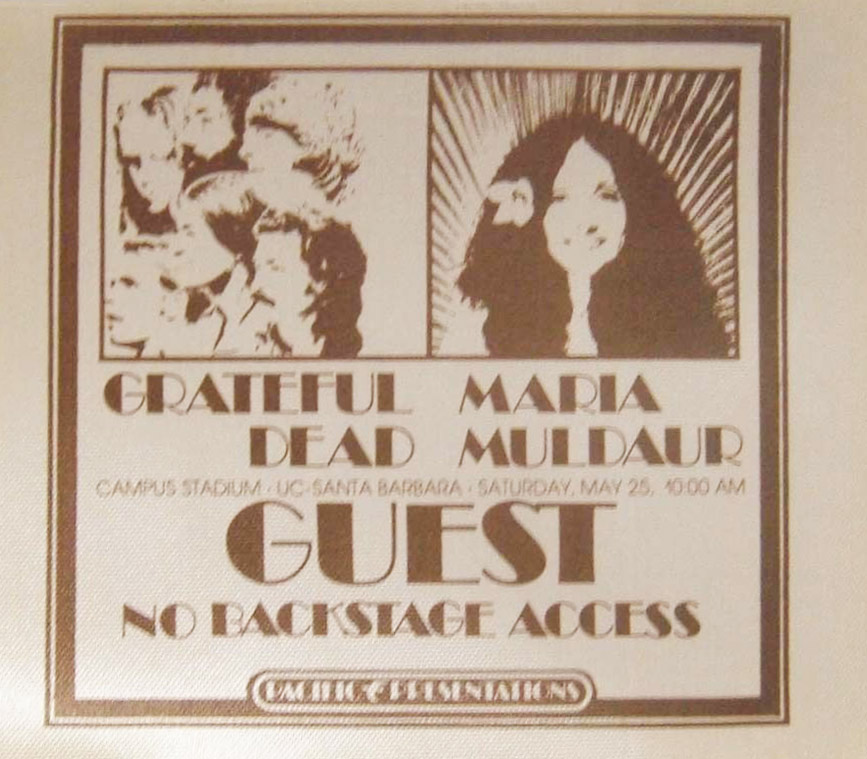 GRATEFUL DEAD
MARIA MULDAUR
CAMPUS STADIUM · UC SANTA BARBARA · SATURDAY, MAY 25, 10:00 AM
GUEST
NO BACKSTAGE ACCESS
PACIFIC PRESENTATIONS